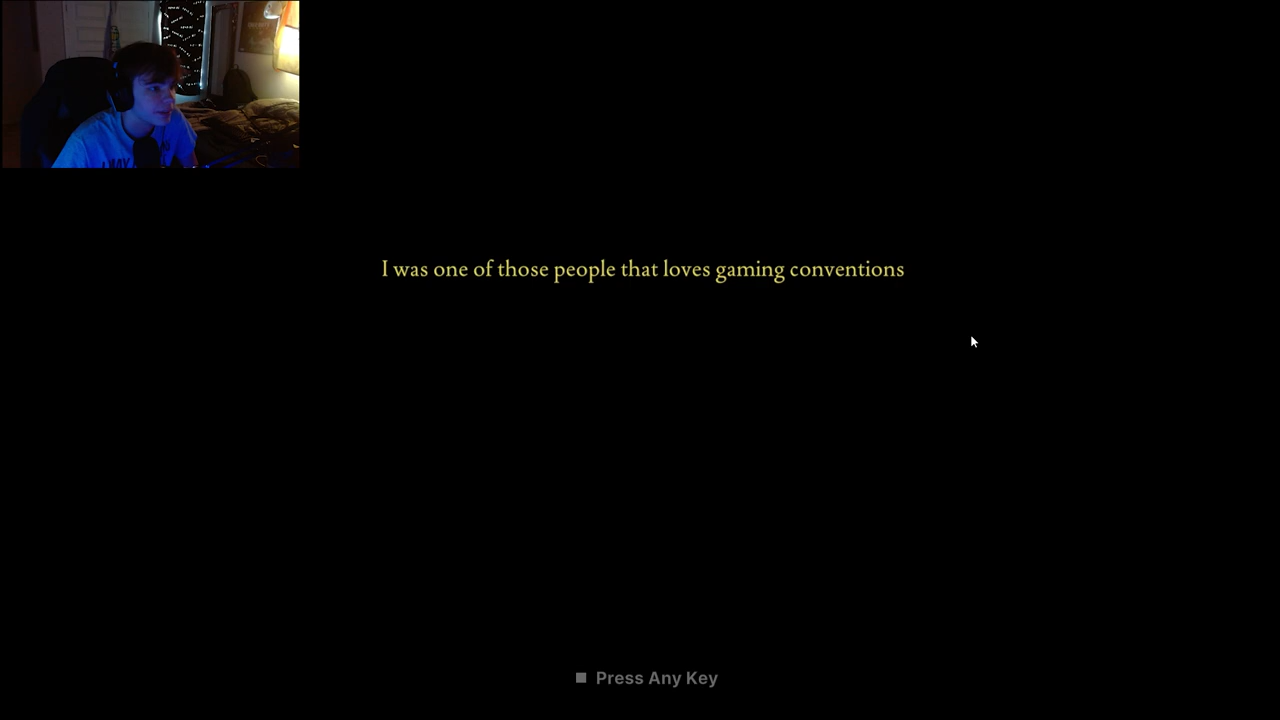 I was one of those people that loves gaming conventions
Press Any Key